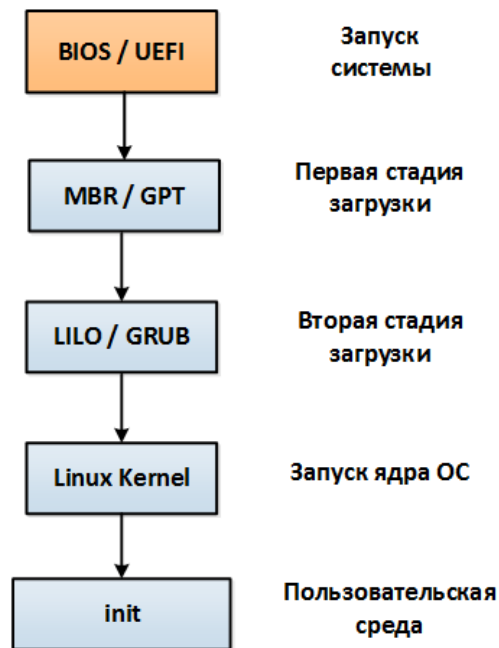 BIOS / UEFI
Запуск
системы
MBR / GPT
Первая стадия
загрузки
LILO / GRUB
Вторая стадия
загрузки
Linux Kernel
Запуск ядра ОС
init
Пользовательская
среда